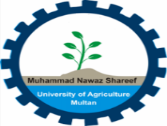 Muhammad Nawaz Shareef
University of Agriculture
Multan